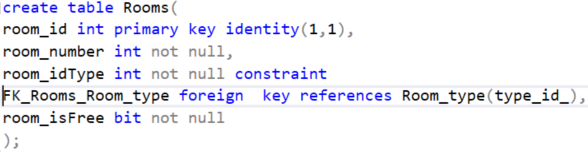 create table Rooms(
room_id int primary key identity(1,1),
room_number int not null,
room_idType int not null constraint
FK_Rooms_Room_type foreign key references Room_type(type_id_),
room_isFree bit not null
);